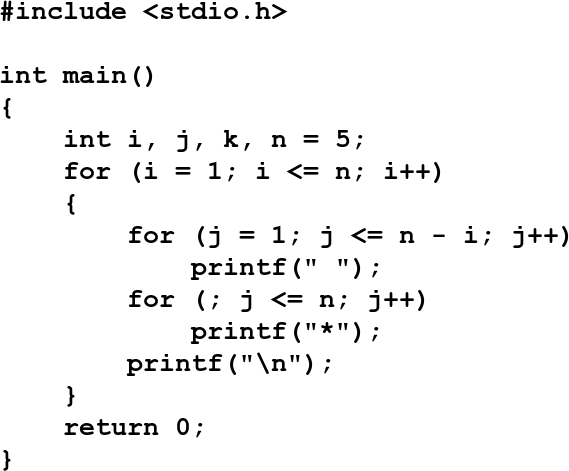 #include <stdio.h>

int main()
{
    int i, j, k, n = 5;
    for (i = 1; i <= n; i++)
    {
        for (j = 1; j <= n - i; j++)
            printf(" ");
        for (; j <= n; j++)
            printf("*");
        printf("\n");
    }
    return 0;
}